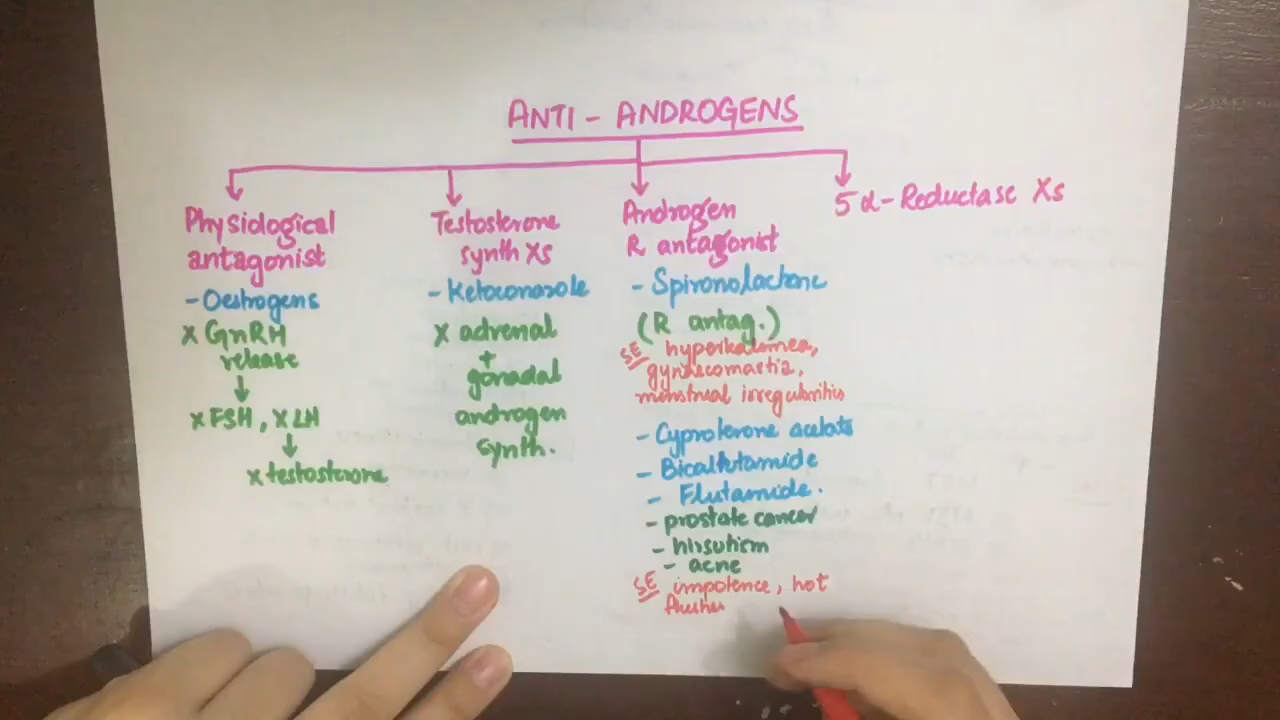 ANTI - ANDROGENS
Physiological
antagonist
- Oestrogens
x GnRH
release
↓
x FSH, x LH
↓
x testosterone
Testosterone
synth Xs
- Ketoconazole
x adrenal
+
gonadal
androgen
synth.
Androgen
R antagonist
- Spironolactone
(R antag.)
SE hyperkalemea,
gynaecomastia,
menstrual irregularitis
- Cyproterone acetate
- Bicalutamide
- Flutamide.
- prostate cancer
- hirsutism
- acne
SE impotence, hot
flushes
5 α-Reductase Xs